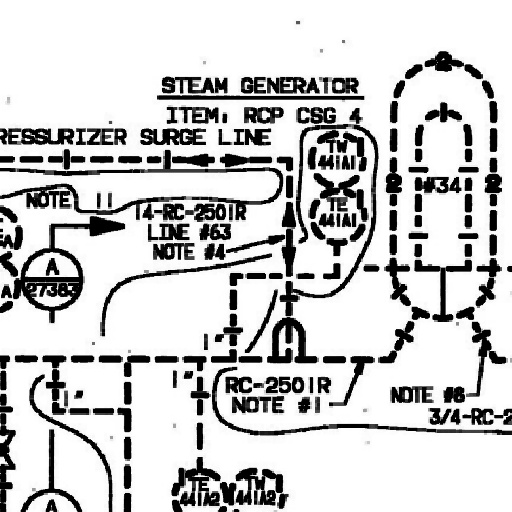 STEAM GENERATOR
ITEM: RCP CSG 4
RESSURIZER SURGE LINE
TW
441A1
TE
441A1
2
2
2
#34
NOTE 11
14-RC-2501R
LINE #63
NOTE #4
A
27383
A
A
1"
1"
1"
RC-2501R
NOTE #1
NOTE #6
3/4-RC-2
TE
441A2
TW
441A2
A